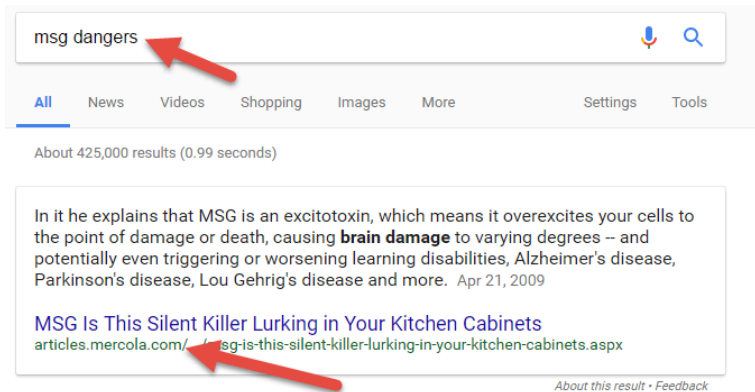 msg dangers
All News Videos Shopping Images More Settings Tools
About 425,000 results (0.99 seconds)
In it he explains that MSG is an excitotoxin, which means it overexcites your cells to
the point of damage or death, causing brain damage to varying degrees -- and
potentially even triggering or worsening learning disabilities, Alzheimer's disease,
Parkinson's disease, Lou Gehrig's disease and more. Apr 21, 2009
MSG Is This Silent Killer Lurking in Your Kitchen Cabinets
articles.mercola.com/.../msg-is-this-silent-killer-lurking-in-your-kitchen-cabinets.aspx
About this result • Feedback